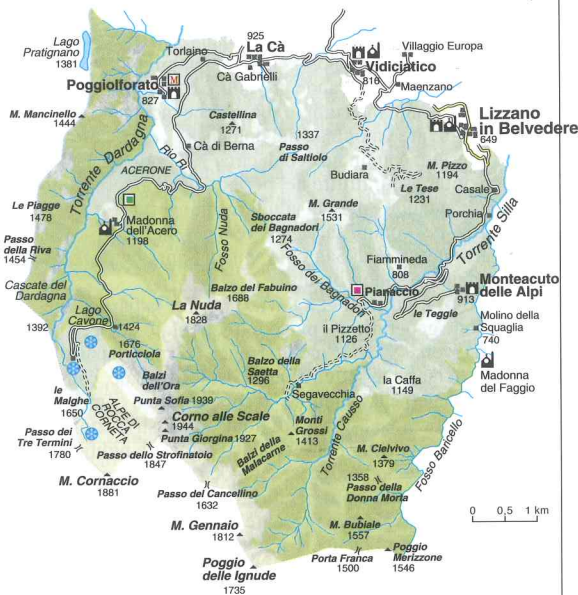 Lago
Pratignano
1381
Torlaino
925
La Cà
Cà Gabrielli
Villaggio Europa
Vidiciatico
816
Maenzano
Poggiolforato
827
M
M. Mancinello
1444
Castellina
1271
1337
Passo
di Saltiolo
Lizzano
in Belvedere
649
Torrente Dardagna
Rio Ri
Cà di Berna
ACERONE
Budiara
M. Pizzo
1194
Le Tese
1231
Casale
Porchia
Le Piagge
1478
Madonna
dell'Acero
1198
Fosso Nuda
Sboccata
dei Bagnadori
1274
M. Grande
1531
Torrente Silla
Passo
della Riva
1454
Fosso dei Bagnadori
Fiammineda
808
Cascate del
Dardagna
Balzo del Fabuino
1688
Pianaccio
Monteacuto
delle Alpi
913
Lago
Cavone
1392
1424
La Nuda
1828
le Teggie
1676
Porticciola
il Pizzetto
1126
Molino della
Squaglia
740
Balzi
dell'Ora
Balzo della
Saetta
1296
la Caffa
1149
Madonna
del Faggio
le
Malghe
1650
Segavecchia
Punta Sofia 1939
ALPE DI
ROCCA
CORNETA
Corno alle Scale
1944
Punta Giorgina 1927
Monti
Grossi
1413
Torrente Causso
Fosso Baricello
Passo dei
Tre Termini
1780
Passo dello Strofinatoio
1847
Balzi della
Malacarne
M. Cielvivo
1379
M. Cornaccio
1881
Passo del Cancellino
1632
1358
Passo della
Donna Morta
M. Gennaio
1812
M. Bubiale
1557
0 0,5 1 km
Poggio
delle Ignude
1735
Porta Franca
1500
Poggio
Merizzone
1546